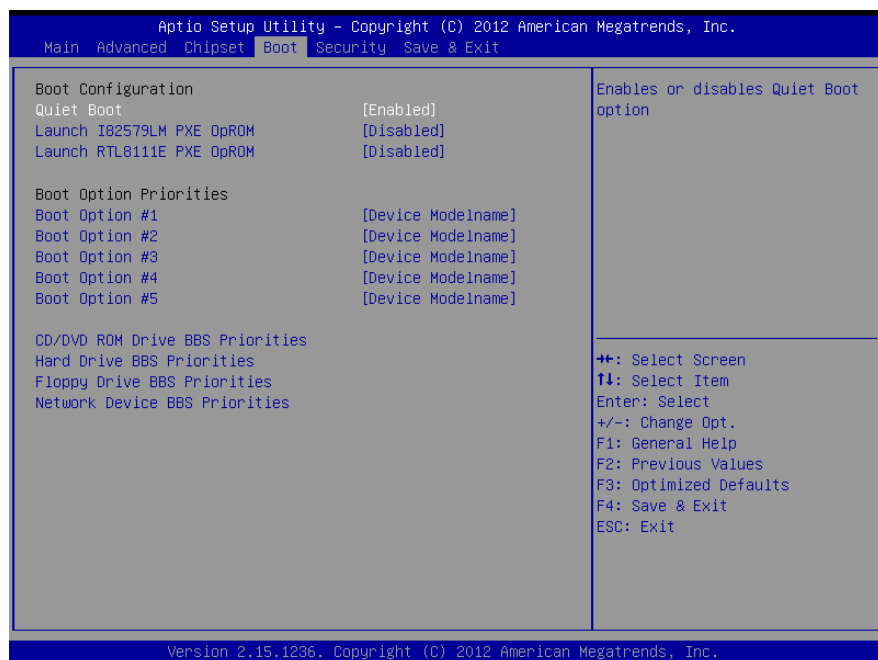 Aptio Setup Utility – Copyright (C) 2012 American Megatrends, Inc.
Main Advanced Chipset Boot Security Save & Exit
Boot Configuration
Quiet Boot [Enabled]
Launch I82579LM PXE OpROM [Disabled]
Launch RTL8111E PXE OpROM [Disabled]
Boot Option Priorities
Boot Option #1 [Device Modelname]
Boot Option #2 [Device Modelname]
Boot Option #3 [Device Modelname]
Boot Option #4 [Device Modelname]
Boot Option #5 [Device Modelname]
CD/DVD ROM Drive BBS Priorities
Hard Drive BBS Priorities
Floppy Drive BBS Priorities
Network Device BBS Priorities
Enables or disables Quiet Boot
option
→←: Select Screen
↑↓: Select Item
Enter: Select
+/-: Change Opt.
F1: General Help
F2: Previous Values
F3: Optimized Defaults
F4: Save & Exit
ESC: Exit
Version 2.15.1236. Copyright (C) 2012 American Megatrends, Inc.